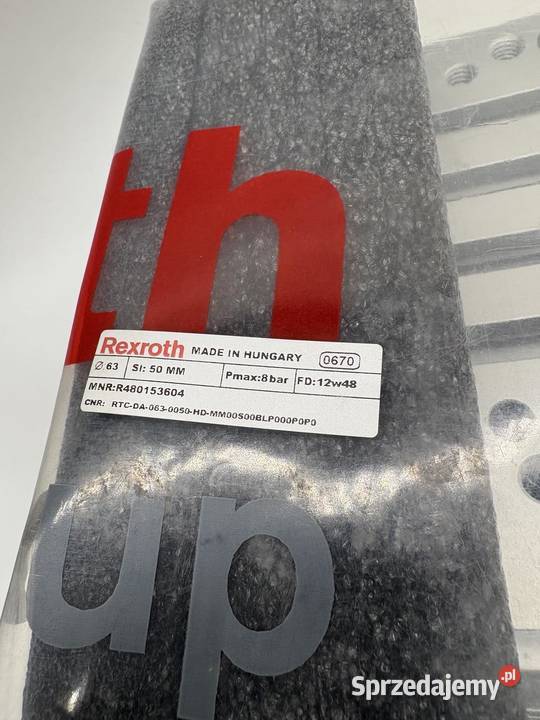 th
Rexroth MADE IN HUNGARY 0670
Ø 63 SI: 50 MM Pmax:8bar FD:12w48
MNR:R480153604
CNR: RTC-DA-063-0050-HD-MM00S00BLP000P0P0
up
Sprzedajemy.pl